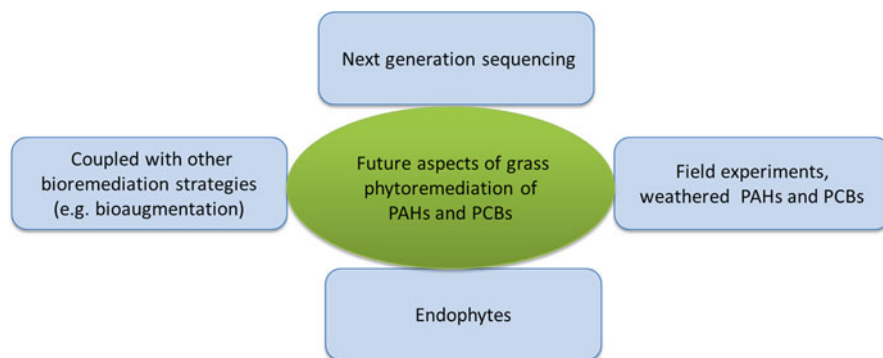 Next generation sequencing
Coupled with other
bioremediation strategies
(e.g. bioaugmentation)
Future aspects of grass
phytoremediation of
PAHs and PCBs
Field experiments,
weathered PAHs and PCBs
Endophytes